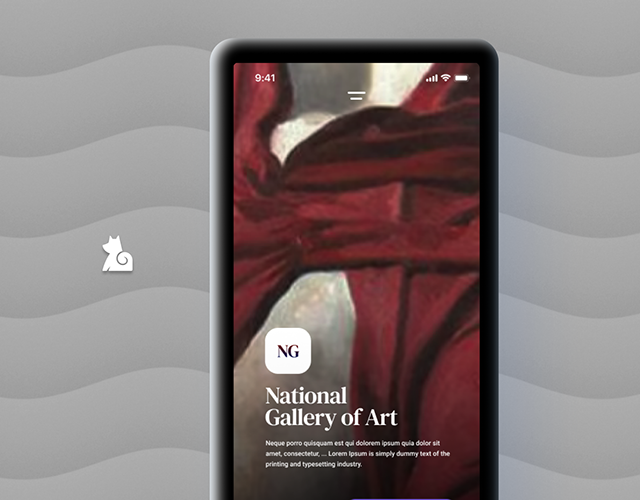 9:41
NG
National
Gallery of Art
Neque porro quisquam est qui dolorem ipsum quia dolor sit
amet, consectetur, ... Lorem Ipsum is simply dummy text of the
printing and typesetting industry.